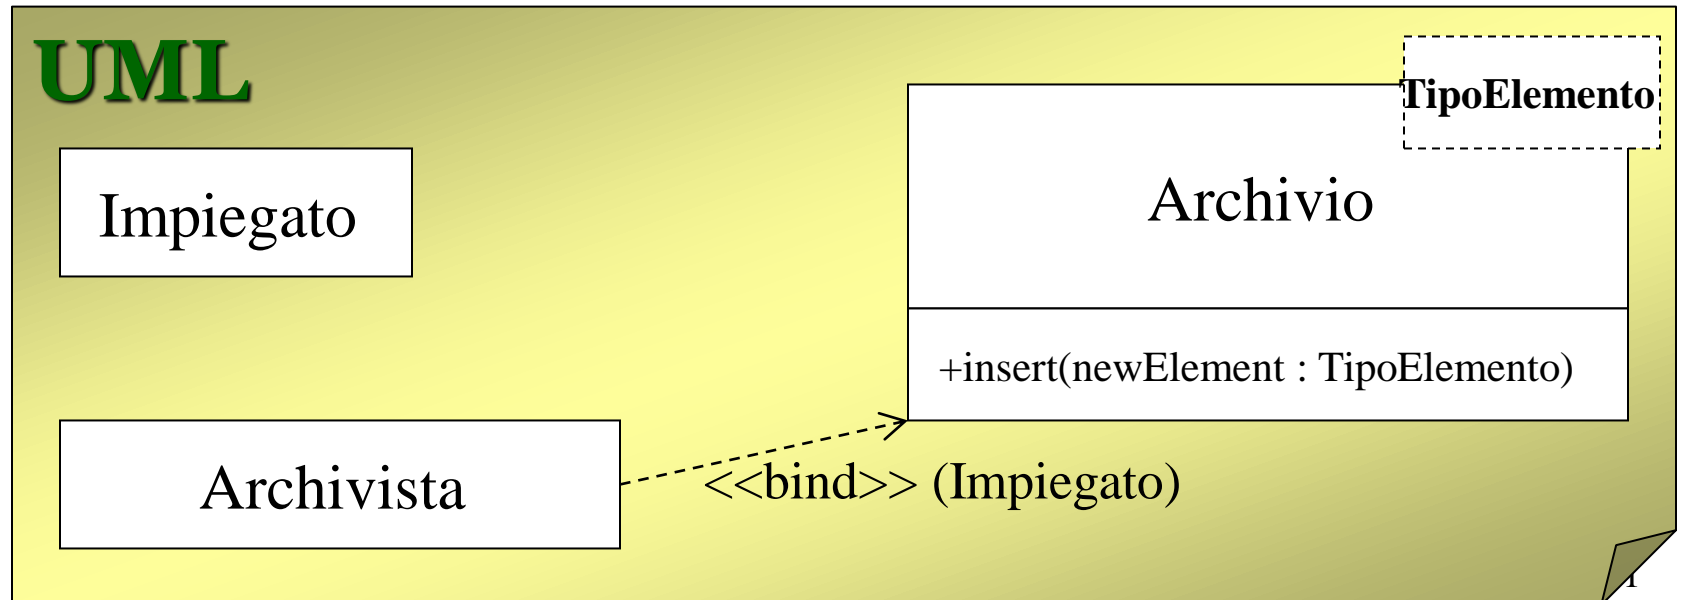 UML
TipoElemento
Impiegato
Archivio
+insert(newElement : TipoElemento)
Archivista
<<bind>> (Impiegato)